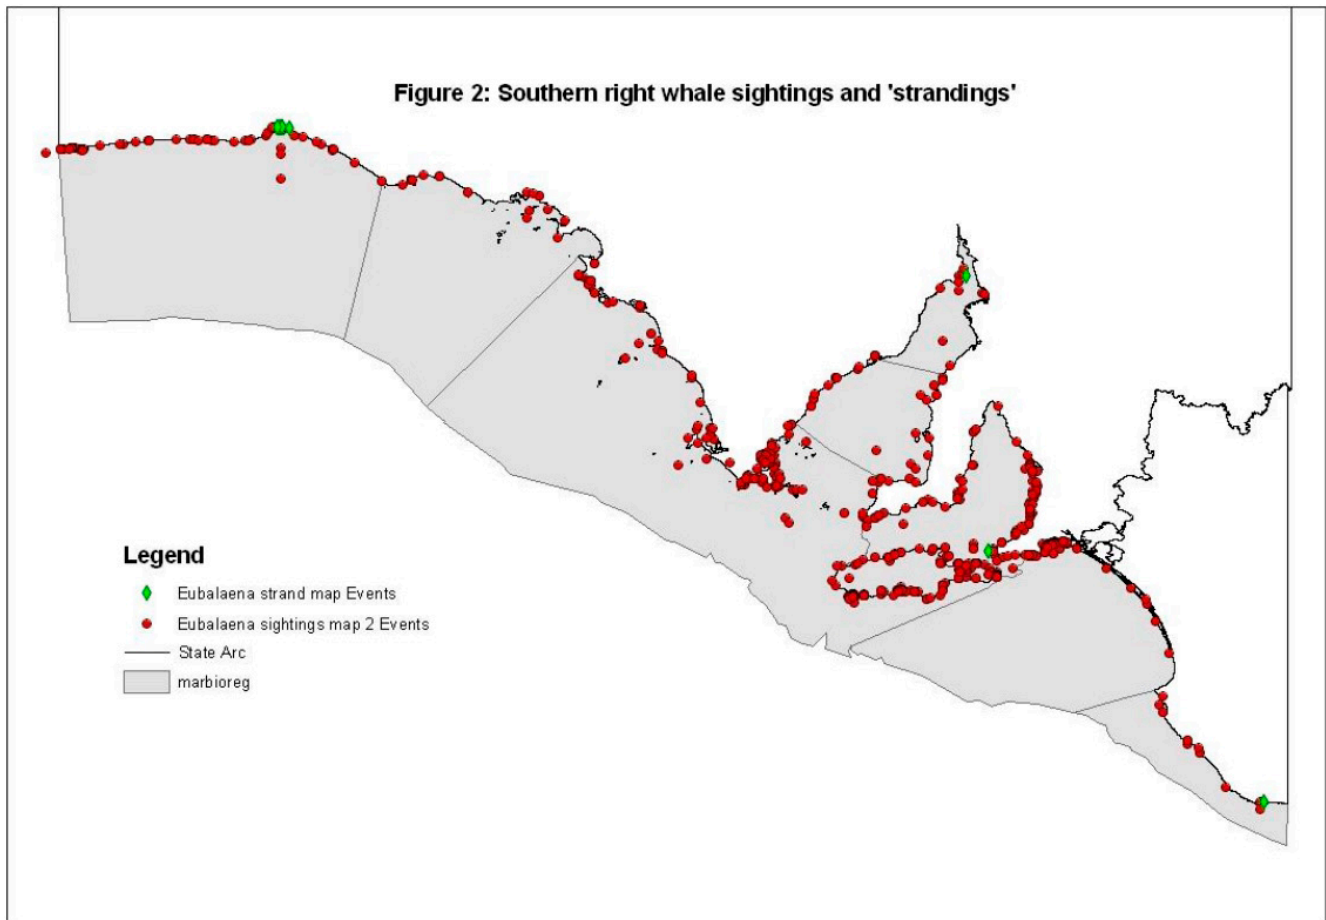 Figure 2: Southern right whale sightings and 'strandings'
Legend
Eubalaena strand map Events
Eubalaena sightings map 2 Events
State Arc
marbioreg